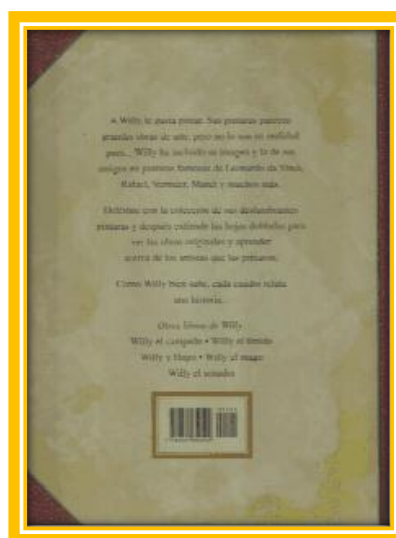 A Willy le gusta pintar. Sus pinturas parecen
grandes obras de arte, pero no lo son en realidad
pues... Willy ha incluido su imagen y la de sus
amigos en pinturas famosas de Leonardo da Vinci,
Rafael, Vermeer, Manet y muchos más.
Deléitate con la colección de sus deslumbrantes
pinturas y después extiende las hojas dobladas para
ver las obras originales y aprender
acerca de los artistas que las pintaron.
Como Willy bien sabe, cada cuadro relata
una historia...
Otros libros de Willy
Willy el campeón • Willy el tímido
Willy y Hugo • Willy el mago
Willy el soñador